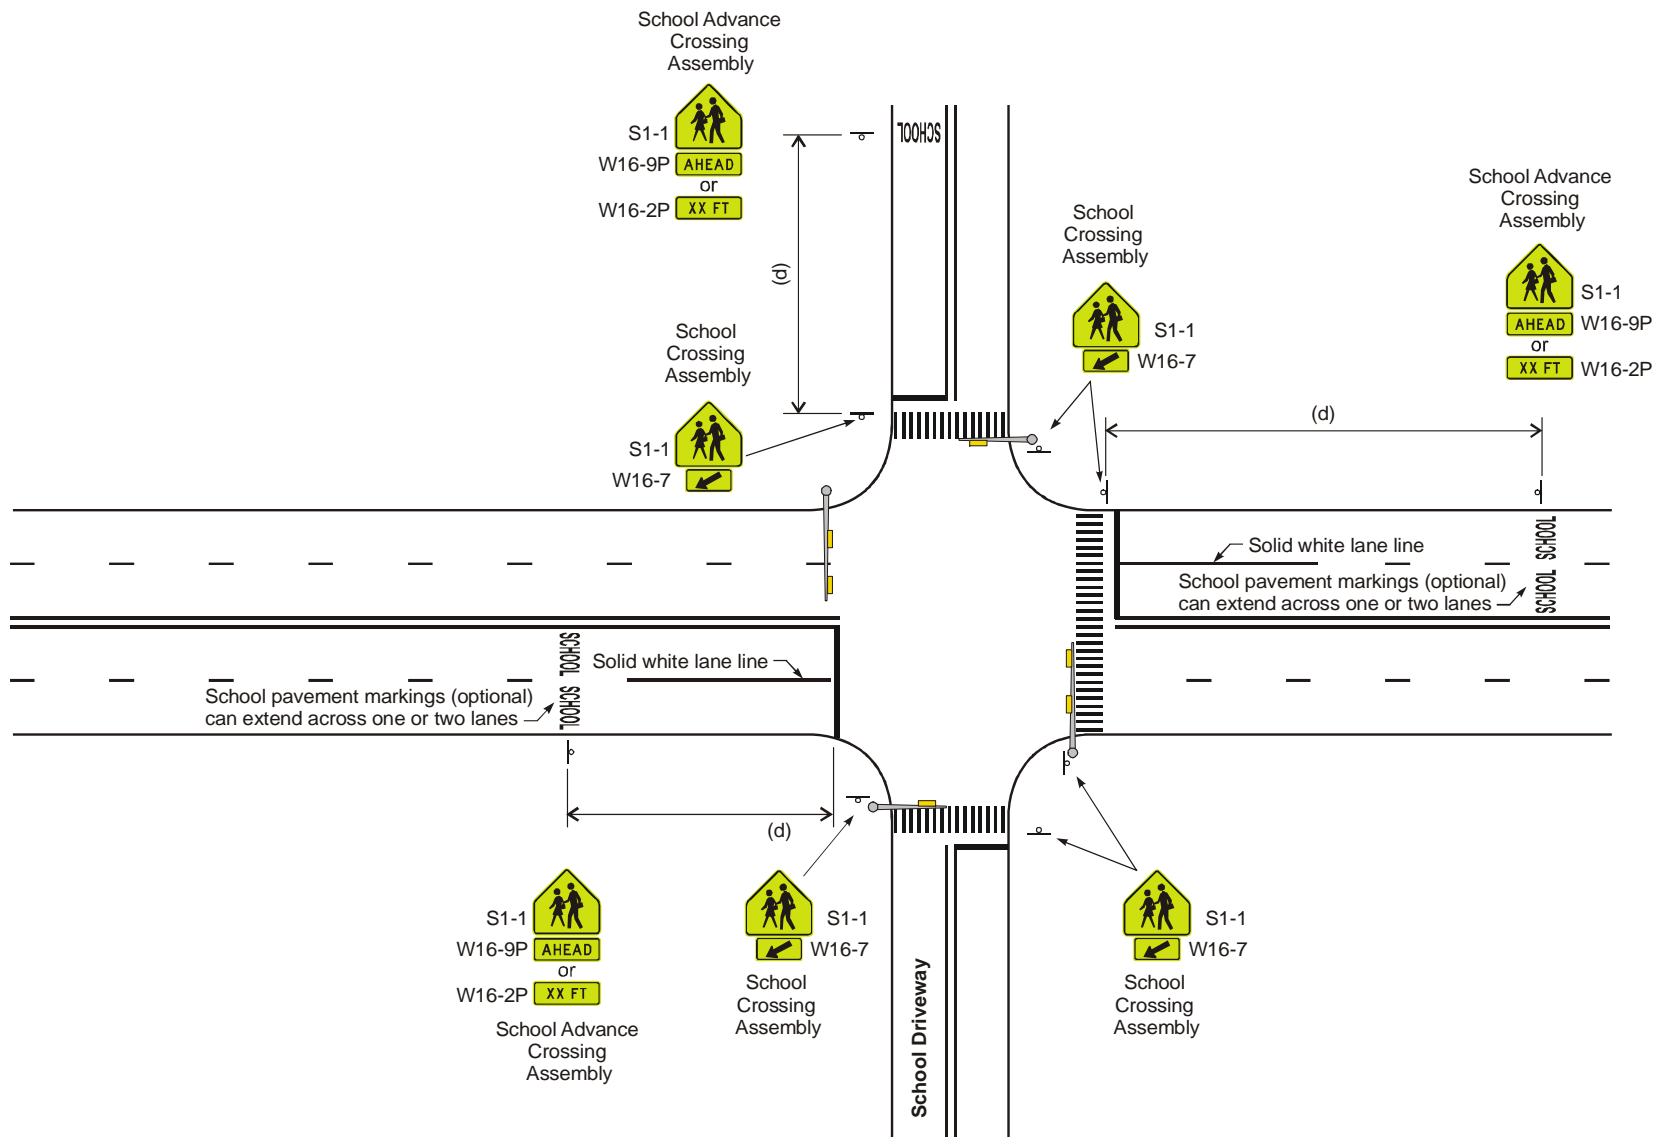 School Advance
Crossing
Assembly
S1-1
W16-9P
AHEAD
or
W16-2P
XX FT
SCHOOL
(d)
School
Crossing
Assembly
S1-1
W16-7
School
Crossing
Assembly
S1-1
W16-7
School Advance
Crossing
Assembly
S1-1
AHEAD
W16-9P
or
XX FT
W16-2P
(d)
Solid white lane line
School pavement markings (optional)
can extend across one or two lanes
SCHOOL SCHOOL
Solid white lane line
School pavement markings (optional)
can extend across one or two lanes
SCHOOL SCHOOL
(d)
S1-1
W16-9P
AHEAD
or
W16-2P
XX FT
School Advance
Crossing
Assembly
S1-1
W16-7
School
Crossing
Assembly
School Driveway
S1-1
W16-7
School
Crossing
Assembly